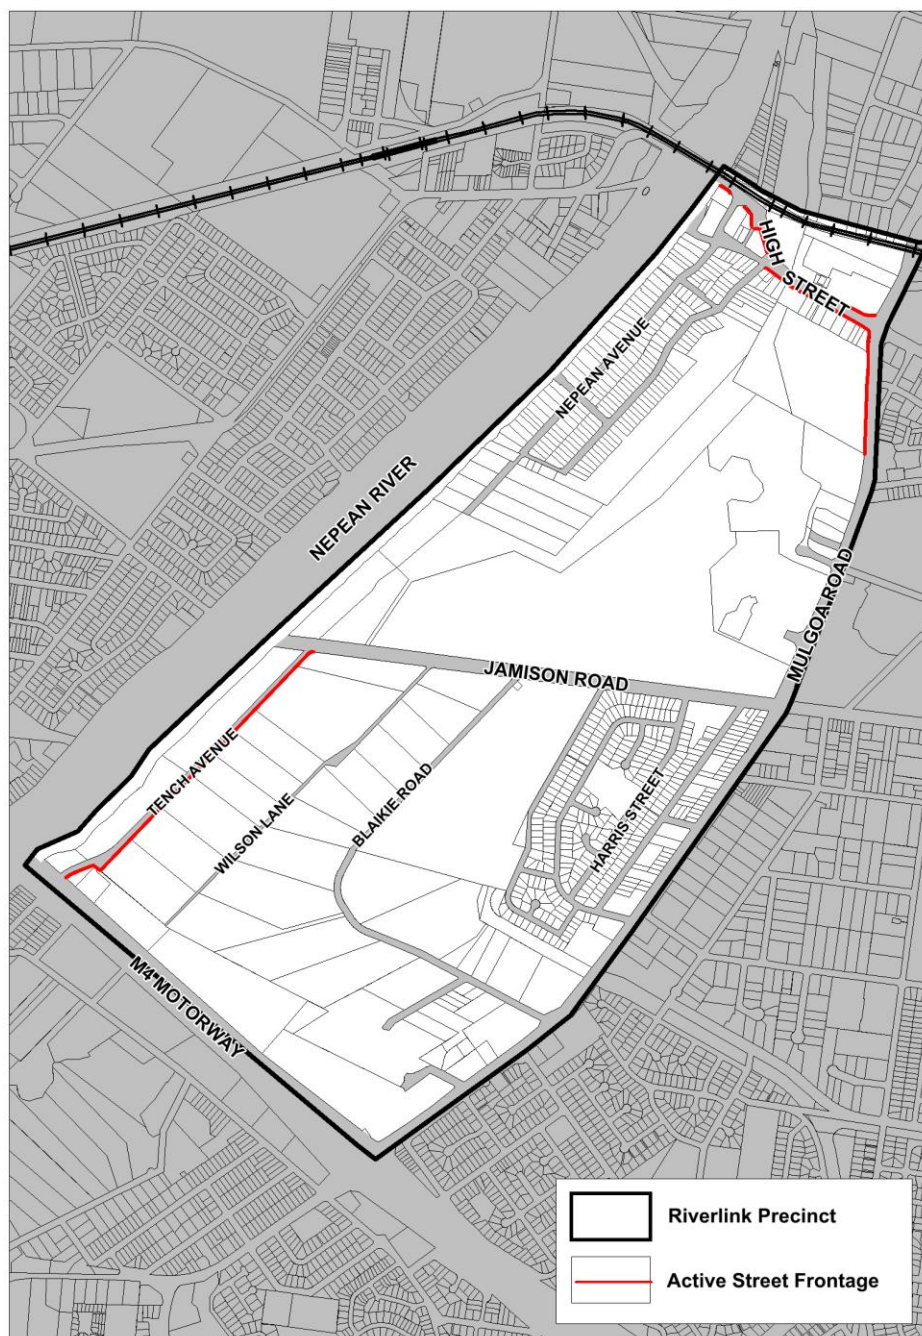 HIGH STREET
NEPEAN AVENUE
NEPEAN RIVER
MULGOA ROAD
JAMISON ROAD
TENCH AVENUE
WILSON LANE
BLAIKIE ROAD
HARRIS STREET
M4 MOTORWAY
Riverlink Precinct
Active Street Frontage